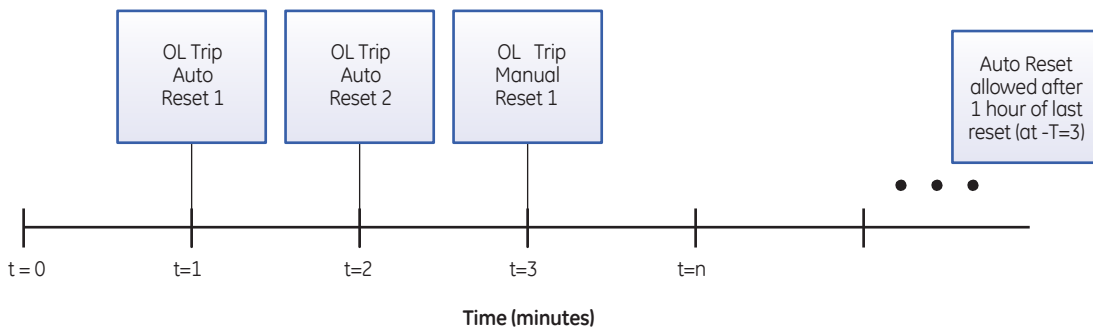 OL Trip
Auto
Reset 1
OL Trip
Auto
Reset 2
OL Trip
Manual
Reset 1
Auto Reset
allowed after
1 hour of last
reset (at -T=3)
t = 0
t=1
t=2
t=3
t=n
Time (minutes)